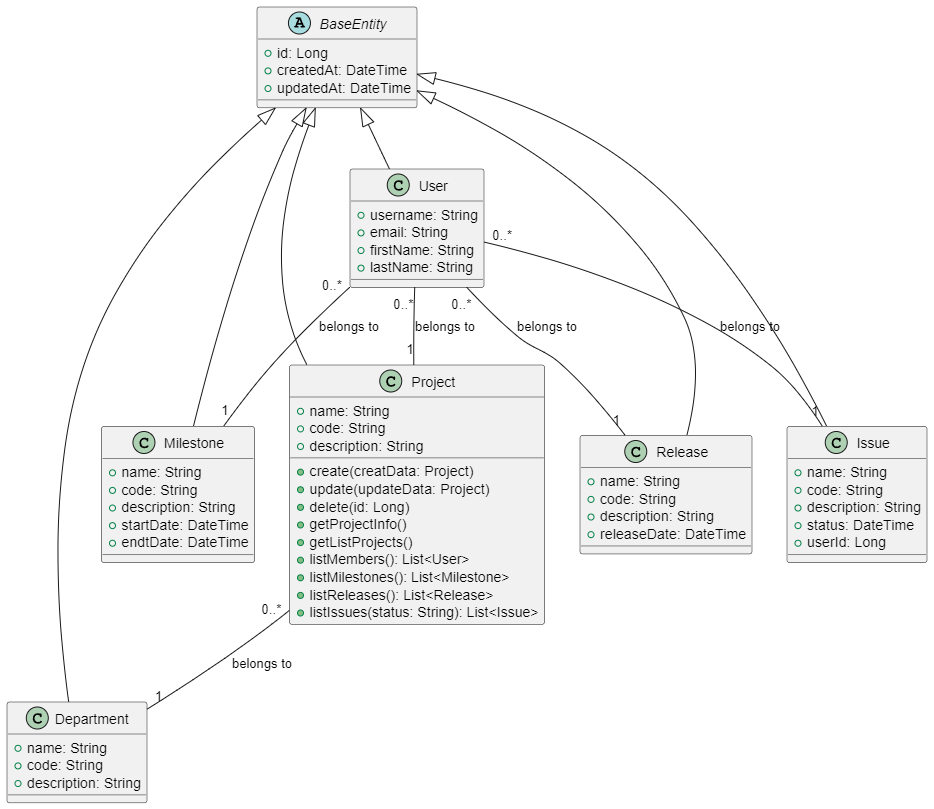 A BaseEntity
id: Long
createdAt: DateTime
updatedAt: DateTime
C User
username: String
email: String
firstName: String
lastName: String
0..*
0..*
0..*
0..*
belongs to
belongs to
belongs to
belongs to
1
1
1
1
C Project
name: String
code: String
description: String
create(creatData: Project)
update(updateData: Project)
delete(id: Long)
getProjectInfo()
getListProjects()
listMembers(): List<User>
listMilestones(): List<Milestone>
listReleases(): List<Release>
listIssues(status: String): List<Issue>
C Milestone
name: String
code: String
description: String
startDate: DateTime
endtDate: DateTime
C Release
name: String
code: String
description: String
releaseDate: DateTime
C Issue
name: String
code: String
description: String
status: DateTime
userId: Long
0..*
belongs to
1
C Department
name: String
code: String
description: String